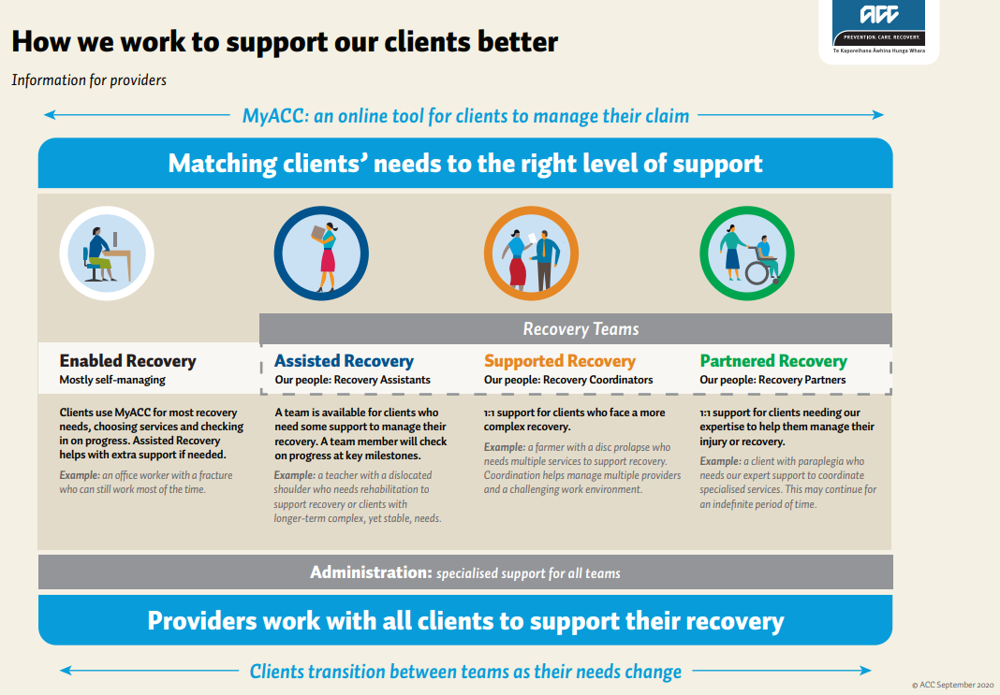 How we work to support our clients better
Information for providers
ACC
PREVENTION. CARE. RECOVERY.
Te Kaporeihana Āwhina Hunga Whara
MyACC: an online tool for clients to manage their claim
Matching clients’ needs to the right level of support
Recovery Teams
Enabled Recovery
Mostly self-managing
Clients use MyACC for most recovery
needs, choosing services and checking
in on progress. Assisted Recovery
helps with extra support if needed.
Example: an office worker with a fracture
who can still work most of the time.
Assisted Recovery
Our people: Recovery Assistants
A team is available for clients who
need some support to manage their
recovery. A team member will check
on progress at key milestones.
Example: a teacher with a dislocated
shoulder who needs rehabilitation to
support recovery or clients with
longer-term complex, yet stable, needs.
Supported Recovery
Our people: Recovery Coordinators
1:1 support for clients who face a more
complex recovery.
Example: a farmer with a disc prolapse who
needs multiple services to support recovery.
Coordination helps manage multiple providers
and a challenging work environment.
Partnered Recovery
Our people: Recovery Partners
1:1 support for clients needing our
expertise to help them manage their
injury or recovery.
Example: a client with paraplegia who
needs our expert support to coordinate
specialised services. This may continue for
an indefinite period of time.
Administration: specialised support for all teams
Providers work with all clients to support their recovery
Clients transition between teams as their needs change
© ACC September 2020